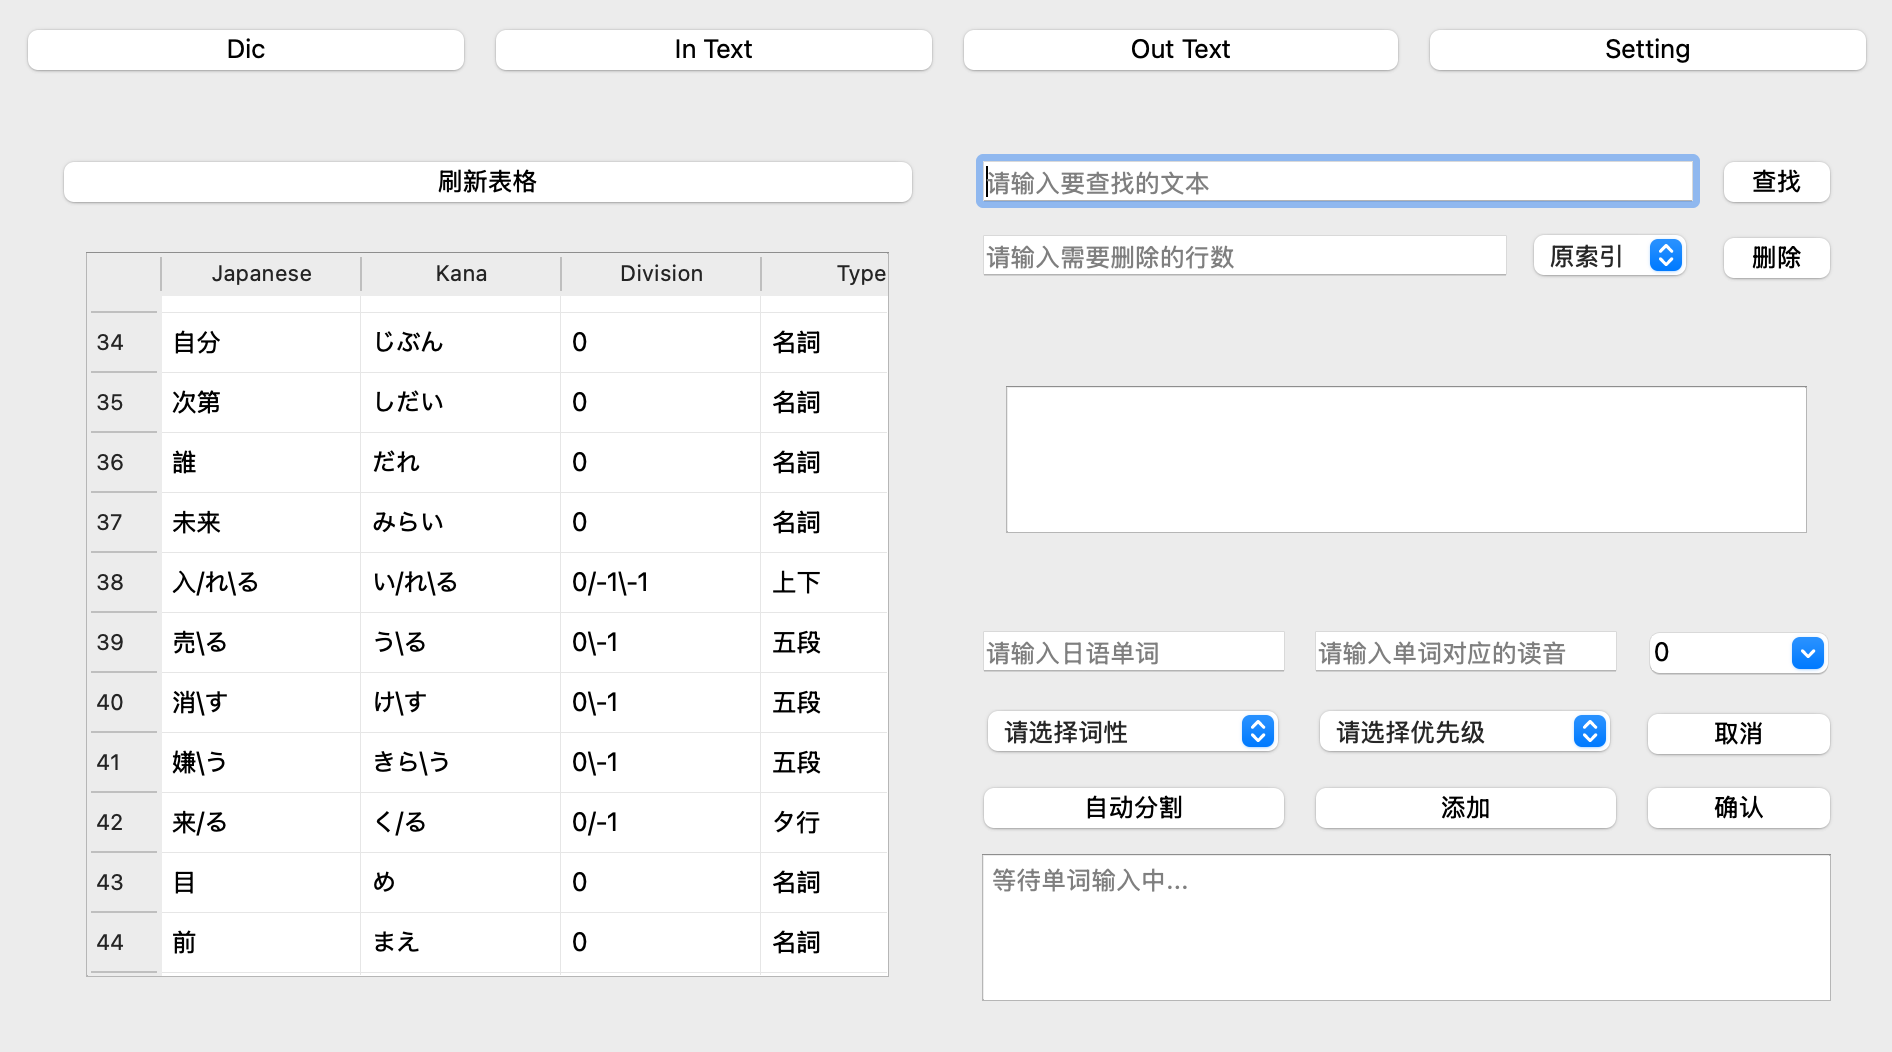 Dic In Text Out Text Setting
刷新表格
Japanese Kana Division Type
34 自分 じぶん 0 名詞
35 次第 しだい 0 名詞
36 誰 だれ 0 名詞
37 未来 みらい 0 名詞
38 入/れ\る い/れ\る 0/-1\-1 上下
39 売\る う\る 0\-1 五段
40 消\す け\す 0\-1 五段
41 嫌\う きら\う 0\-1 五段
42 来/る く/る 0/-1 タ行
43 目 め 0 名詞
44 前 まえ 0 名詞
请输入要查找的文本 查找
请输入需要删除的行数 原索引 删除
请输入日语单词 请输入单词对应的读音 0
请选择词性 请选择优先级 取消
自动分割 添加 确认
等待单词输入中...